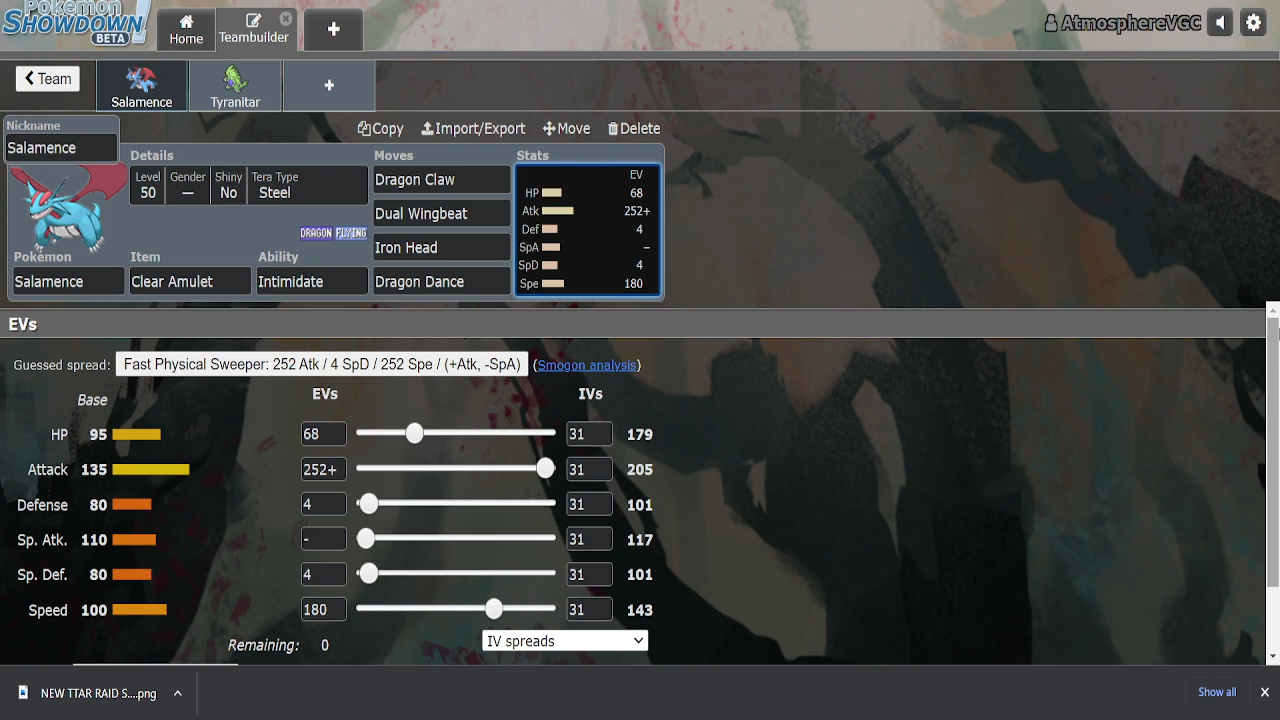 Pokémon
SHOWDOWN!
BETA
Home
Teambuilder
+
AtmosphereVGC
Team
Salamence
Tyranitar
+
Nickname
Salamence
Copy Import/Export Move Delete
Details
Level Gender Shiny Tera Type
50 — No Steel
DRAGON FLYING
Pokémon Item Ability
Salamence Clear Amulet Intimidate
Moves
Dragon Claw
Dual Wingbeat
Iron Head
Dragon Dance
Stats
EV
HP 68
Atk 252+
Def 4
SpA –
SpD 4
Spe 180
EVs
Guessed spread: Fast Physical Sweeper: 252 Atk / 4 SpD / 252 Spe / (+Atk, -SpA) (Smogon analysis)
Base EVs IVs
HP 95 68 31 179
Attack 135 252+ 31 205
Defense 80 4 31 101
Sp. Atk. 110 - 31 117
Sp. Def. 80 4 31 101
Speed 100 180 31 143
Remaining: 0 IV spreads
NEW TTAR RAID S....png
Show all